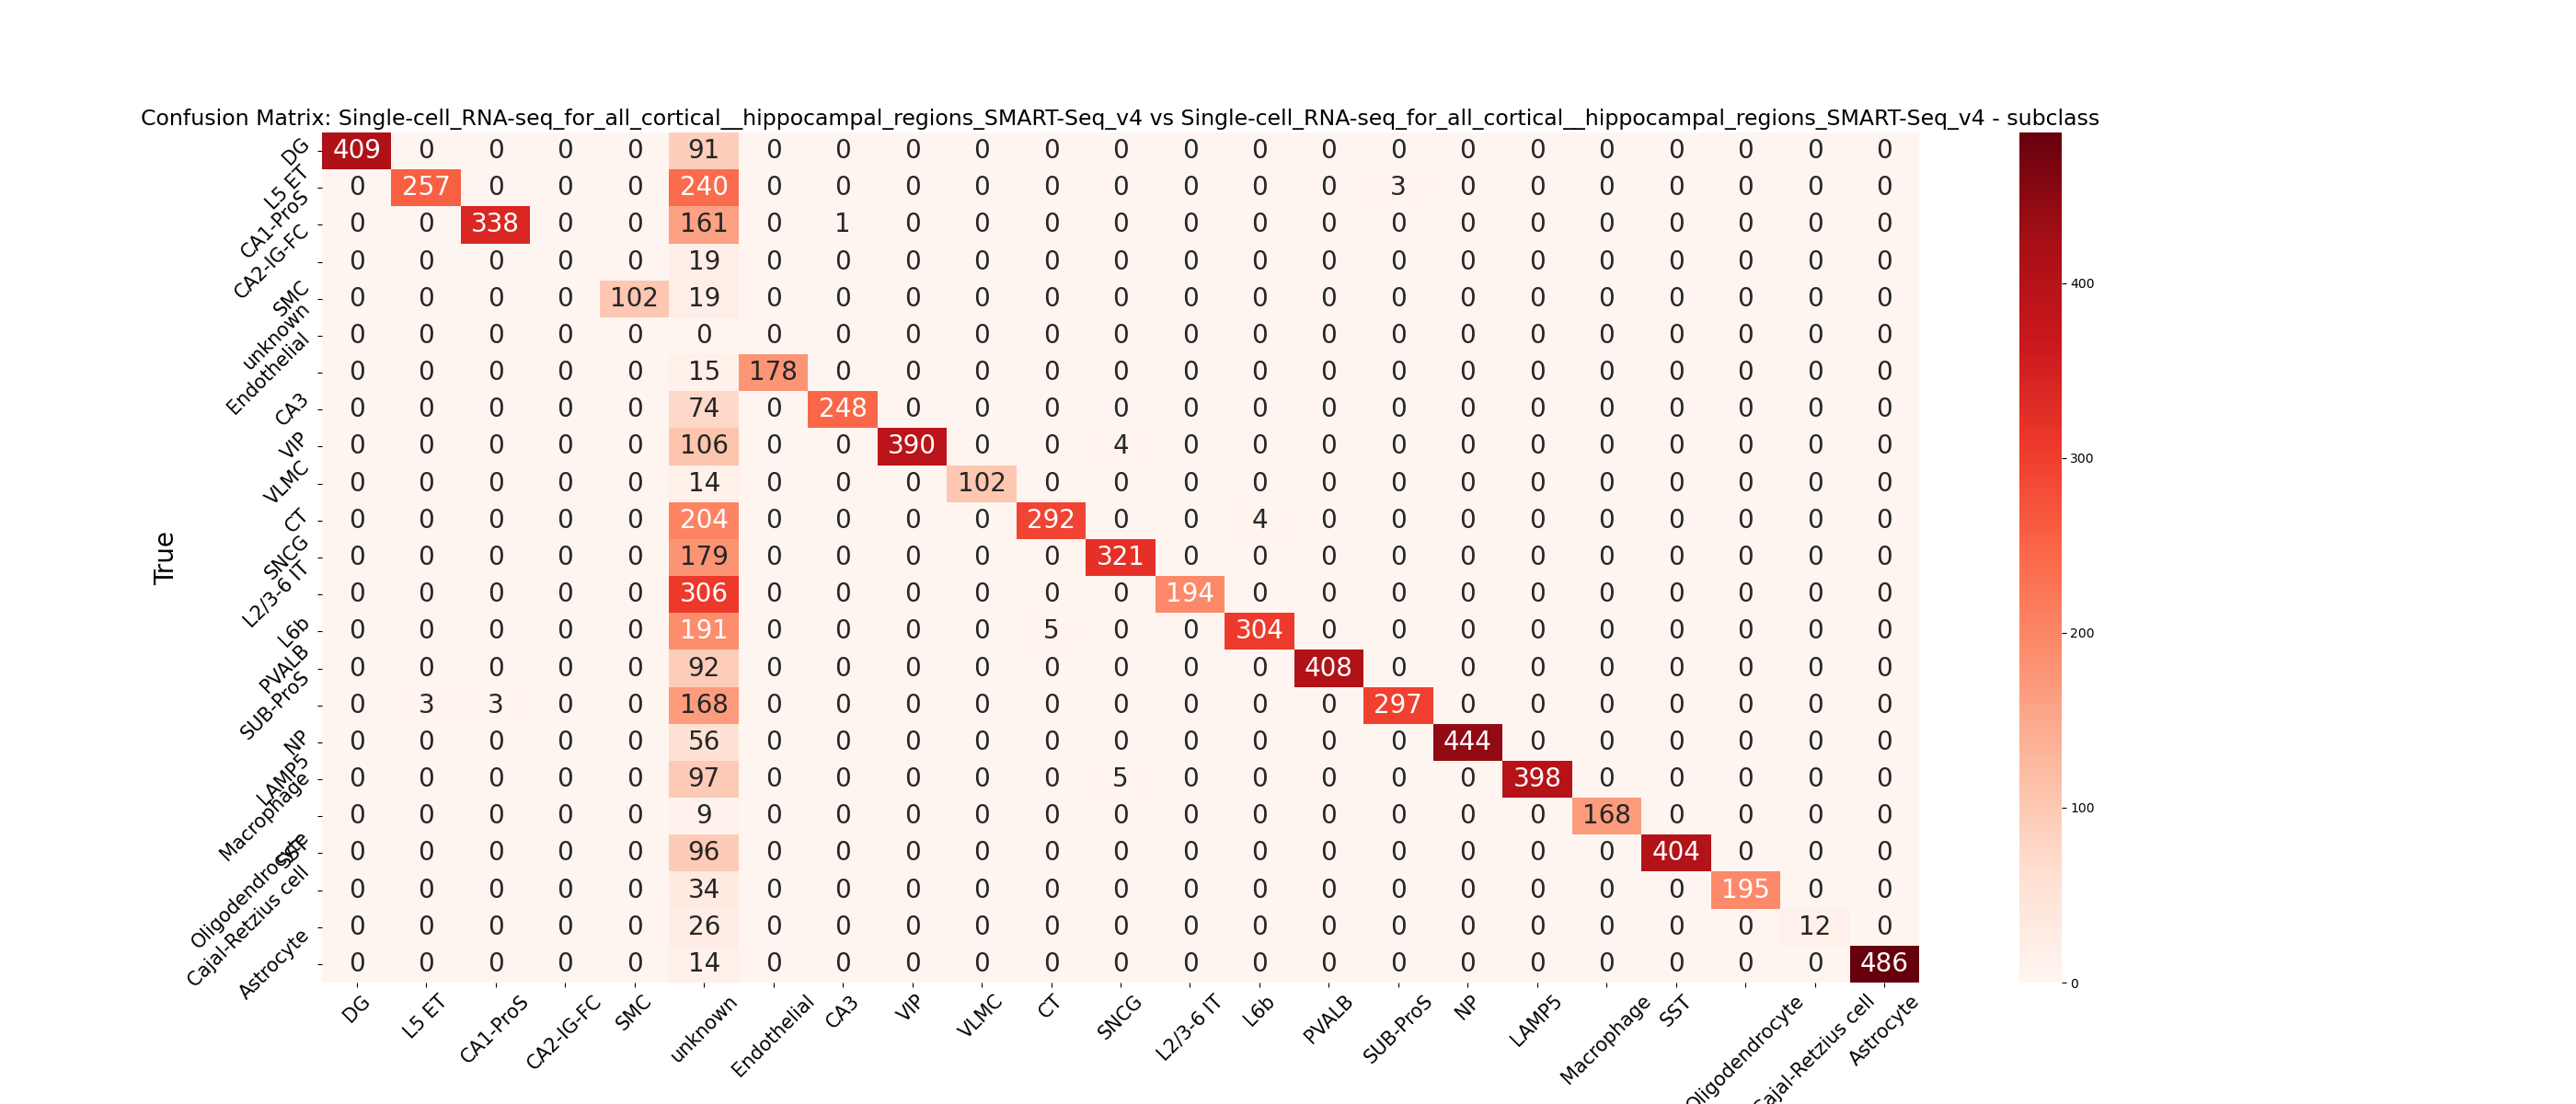 Confusion Matrix: Single-cell_RNA-seq_for_all_cortical__hippocampal_regions_SMART-Seq_v4 vs Single-cell_RNA-seq_for_all_cortical__hippocampal_regions_SMART-Seq_v4 - subclass
True
DG 409 0 0 0 0 91 0 0 0 0 0 0 0 0 0 0 0 0 0 0 0 0 0
L5 ET 0 257 0 0 0 240 0 0 0 0 0 0 0 0 0 3 0 0 0 0 0 0 0
CA1-ProS 0 0 338 0 0 161 0 1 0 0 0 0 0 0 0 0 0 0 0 0 0 0 0
CA2-IG-FC 0 0 0 0 0 19 0 0 0 0 0 0 0 0 0 0 0 0 0 0 0 0 0
SMC 0 0 0 0 102 19 0 0 0 0 0 0 0 0 0 0 0 0 0 0 0 0 0
unknown 0 0 0 0 0 0 0 0 0 0 0 0 0 0 0 0 0 0 0 0 0 0 0
Endothelial 0 0 0 0 0 15 178 0 0 0 0 0 0 0 0 0 0 0 0 0 0 0 0
CA3 0 0 0 0 0 74 0 248 0 0 0 0 0 0 0 0 0 0 0 0 0 0 0
VIP 0 0 0 0 0 106 0 0 390 0 0 4 0 0 0 0 0 0 0 0 0 0 0
VLMC 0 0 0 0 0 14 0 0 0 102 0 0 0 0 0 0 0 0 0 0 0 0 0
CT 0 0 0 0 0 204 0 0 0 0 292 0 0 4 0 0 0 0 0 0 0 0 0
SNCG 0 0 0 0 0 179 0 0 0 0 0 321 0 0 0 0 0 0 0 0 0 0 0
L2/3-6 IT 0 0 0 0 0 306 0 0 0 0 0 0 194 0 0 0 0 0 0 0 0 0 0
L6b 0 0 0 0 0 191 0 0 0 0 5 0 0 304 0 0 0 0 0 0 0 0 0
PVALB 0 0 0 0 0 92 0 0 0 0 0 0 0 0 408 0 0 0 0 0 0 0 0
SUB-ProS 0 3 3 0 0 168 0 0 0 0 0 0 0 0 0 297 0 0 0 0 0 0 0
NP 0 0 0 0 0 56 0 0 0 0 0 0 0 0 0 0 444 0 0 0 0 0 0
LAMP5 0 0 0 0 0 97 0 0 0 0 0 5 0 0 0 0 0 398 0 0 0 0 0
Macrophage 0 0 0 0 0 9 0 0 0 0 0 0 0 0 0 0 0 0 168 0 0 0 0
SST 0 0 0 0 0 96 0 0 0 0 0 0 0 0 0 0 0 0 0 404 0 0 0
Oligodendrocyte 0 0 0 0 0 34 0 0 0 0 0 0 0 0 0 0 0 0 0 0 195 0 0
Cajal-Retzius cell 0 0 0 0 0 26 0 0 0 0 0 0 0 0 0 0 0 0 0 0 0 12 0
Astrocyte 0 0 0 0 0 14 0 0 0 0 0 0 0 0 0 0 0 0 0 0 0 0 486
DG L5 ET CA1-ProS CA2-IG-FC SMC unknown Endothelial CA3 VIP VLMC CT SNCG L2/3-6 IT L6b PVALB SUB-ProS NP LAMP5 Macrophage SST Oligodendrocyte ajal-Retzius cell Astrocyte
400
300
200
100
0